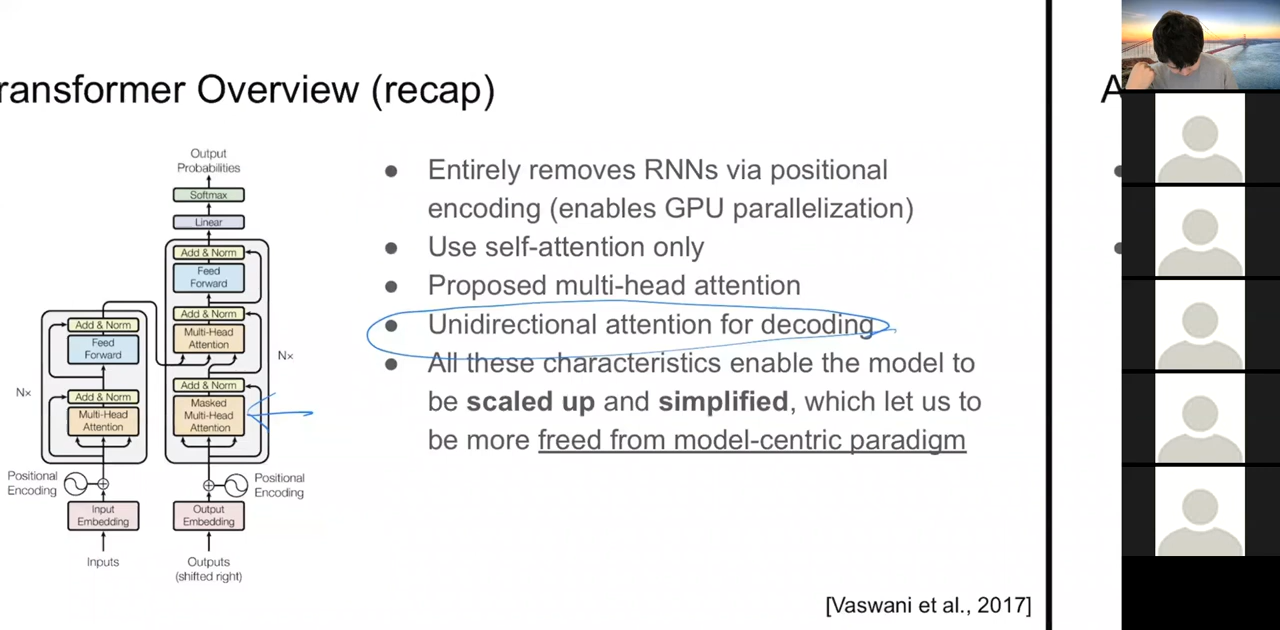 ransformer Overview (recap)
A
Output
Probabilities
Softmax
Linear
Add & Norm
Feed
Forward
Add & Norm
Multi-Head
Attention
Nx
Add & Norm
Masked
Multi-Head
Attention
Add & Norm
Feed
Forward
Nx
Add & Norm
Multi-Head
Attention
Positional
Encoding
Positional
Encoding
Input
Embedding
Output
Embedding
Inputs
Outputs
(shifted right)
● Entirely removes RNNs via positional
encoding (enables GPU parallelization)
● Use self-attention only
● Proposed multi-head attention
● Unidirectional attention for decoding
● All these characteristics enable the model to
be scaled up and simplified, which let us to
be more freed from model-centric paradigm
[Vaswani et al., 2017]